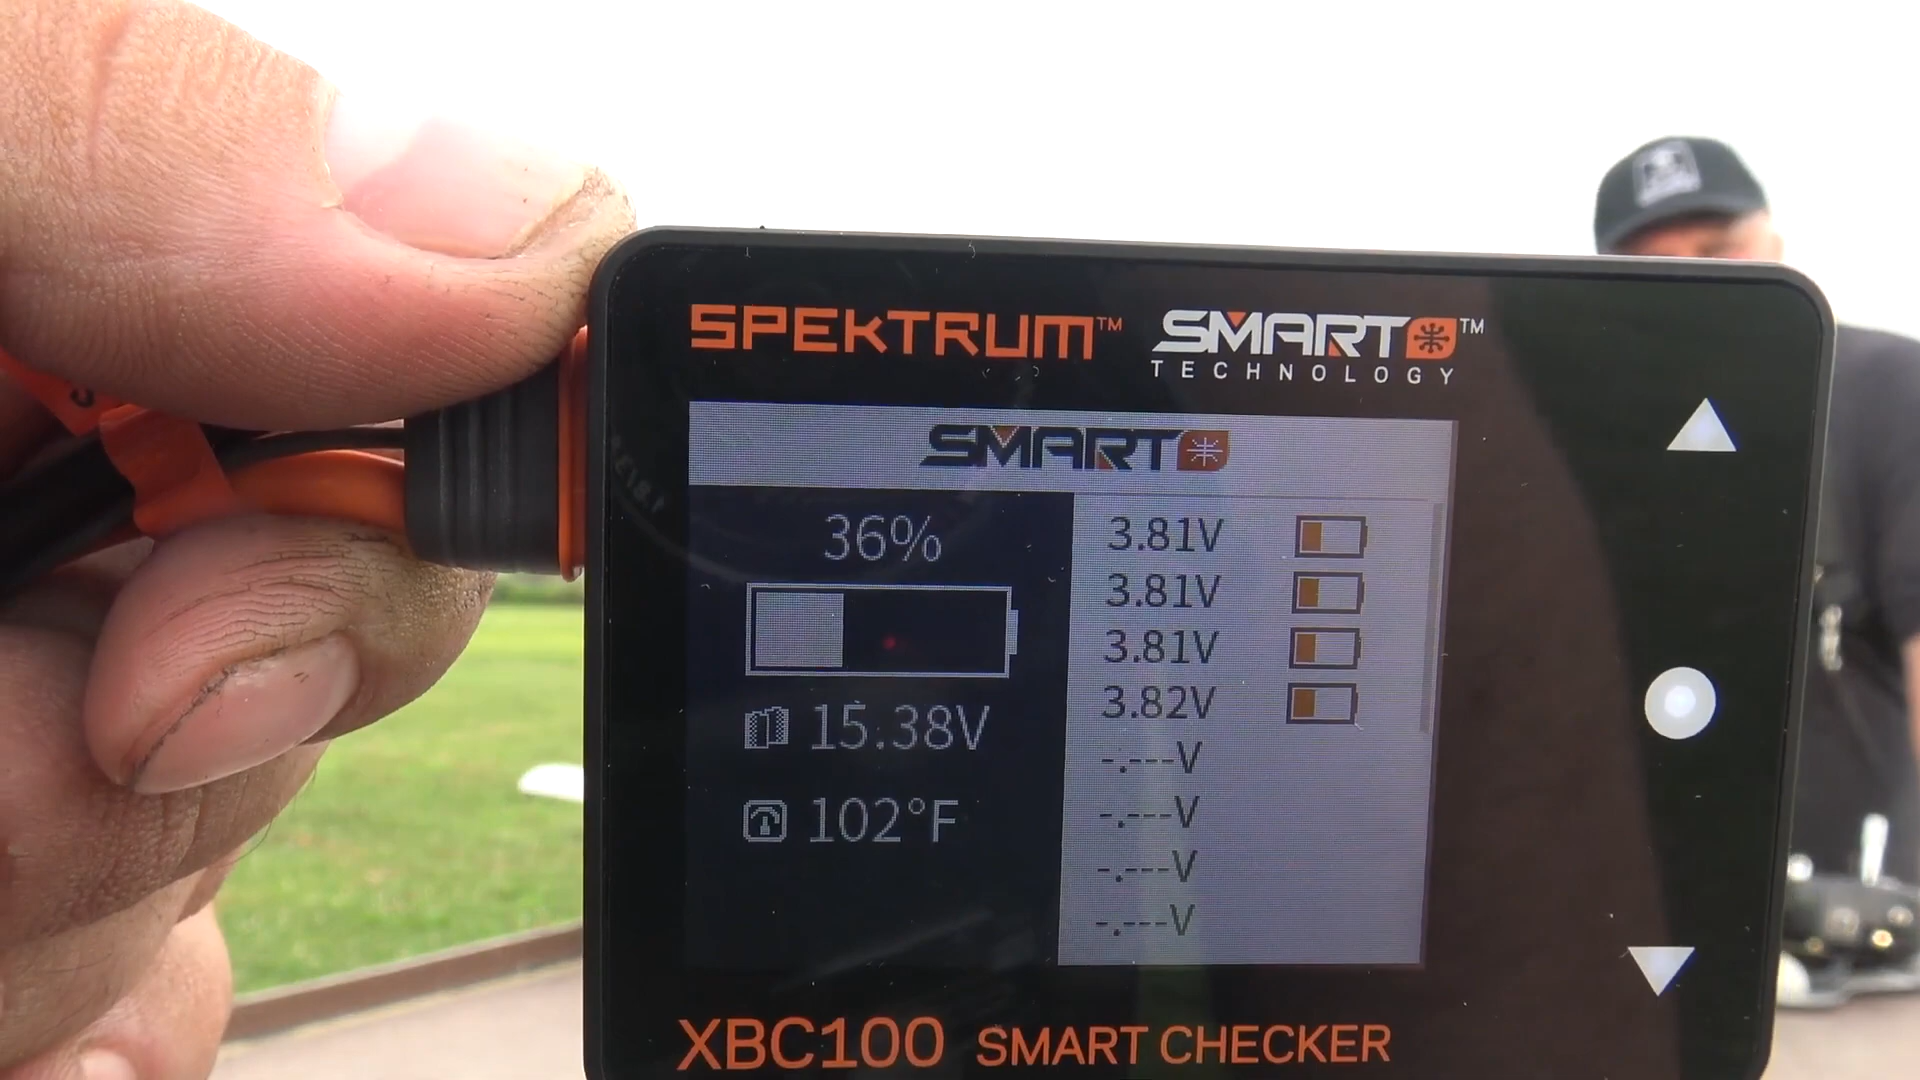 SPEKTRUM™ SMART™
TECHNOLOGY
SMART
36%
15.38V
102°F
3.81V
3.81V
3.81V
3.82V
-.---V
-.---V
-.---V
-.---V
XBC100 SMART CHECKER